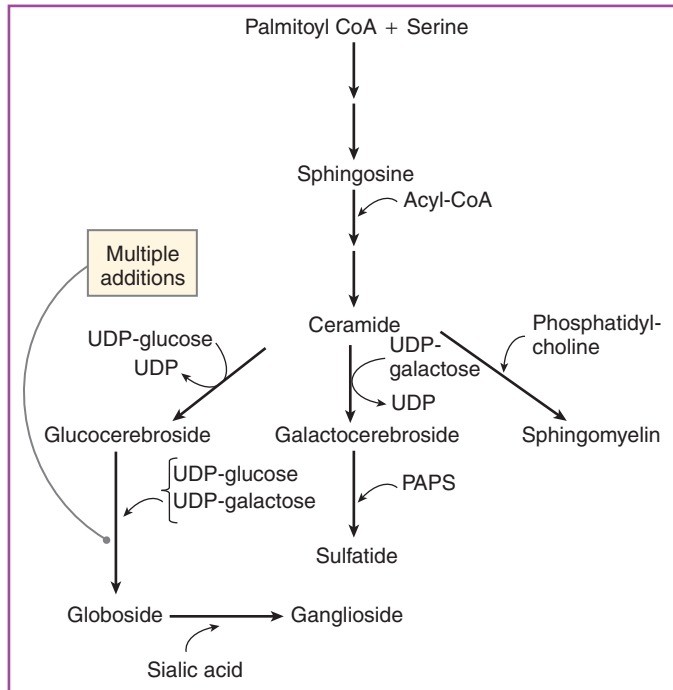 Palmitoyl CoA + Serine
Sphingosine
Acyl-CoA
Multiple
additions
Ceramide
UDP-glucose
UDP
UDP-
galactose
UDP
Phosphatidyl-
choline
Glucocerebroside
Galactocerebroside
Sphingomyelin
UDP-glucose
UDP-galactose
PAPS
Sulfatide
Globoside
Ganglioside
Sialic acid